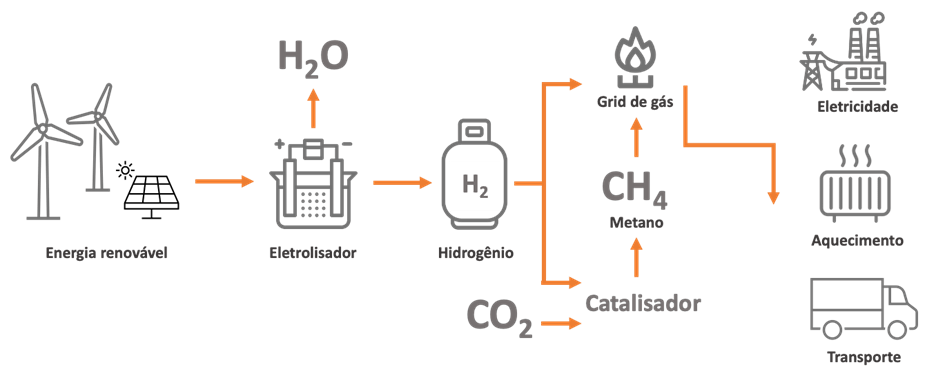 H₂O
Energia renovável
+ −
Eletrolisador
H₂
Hidrogênio
Grid de gás
CH₄
Metano
CO₂
Catalisador
Eletricidade
Aquecimento
Transporte